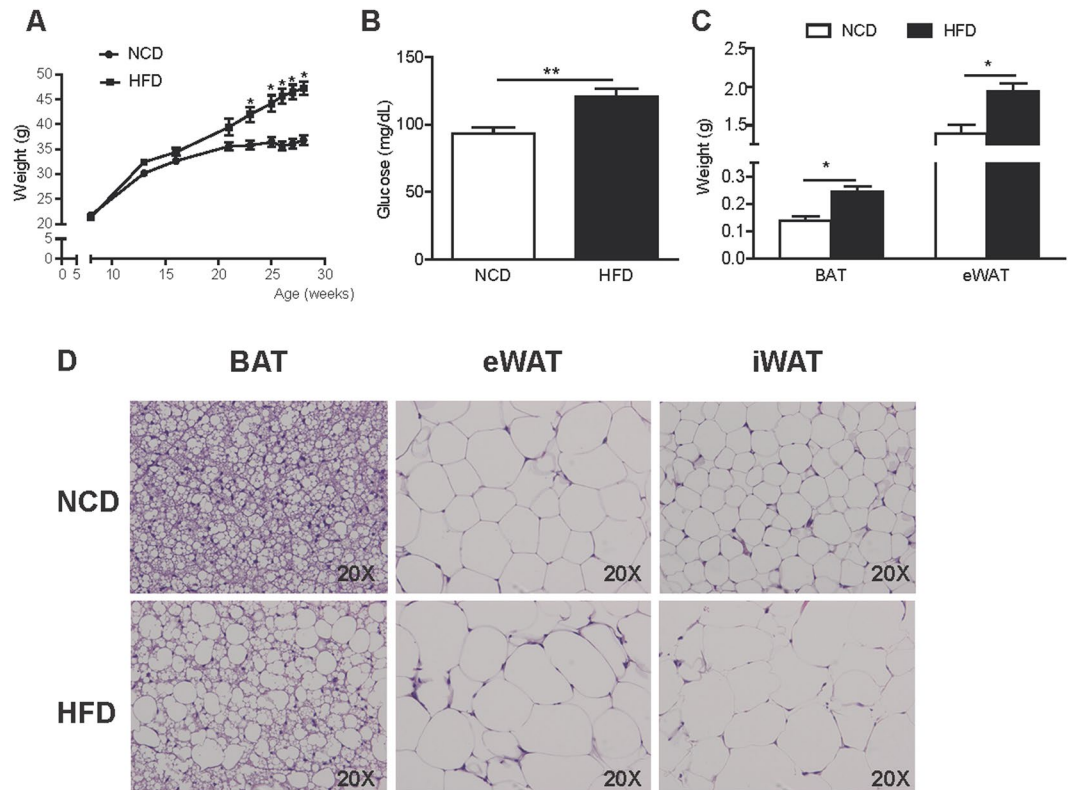 A
NCD
HFD
50
45
40
35
30
25
20
5
0
Weight (g)
* * * * *
0 5 10 15 20 25 30
Age (weeks)
B
150
100
50
0
Glucose (mg/dL)
**
NCD HFD
C
NCD HFD
2.5
2.0
1.5
0.3
0.2
0.1
0.0
Weight (g)
*
*
BAT eWAT
D BAT eWAT iWAT
NCD
20X 20X 20X
HFD
20X 20X 20X